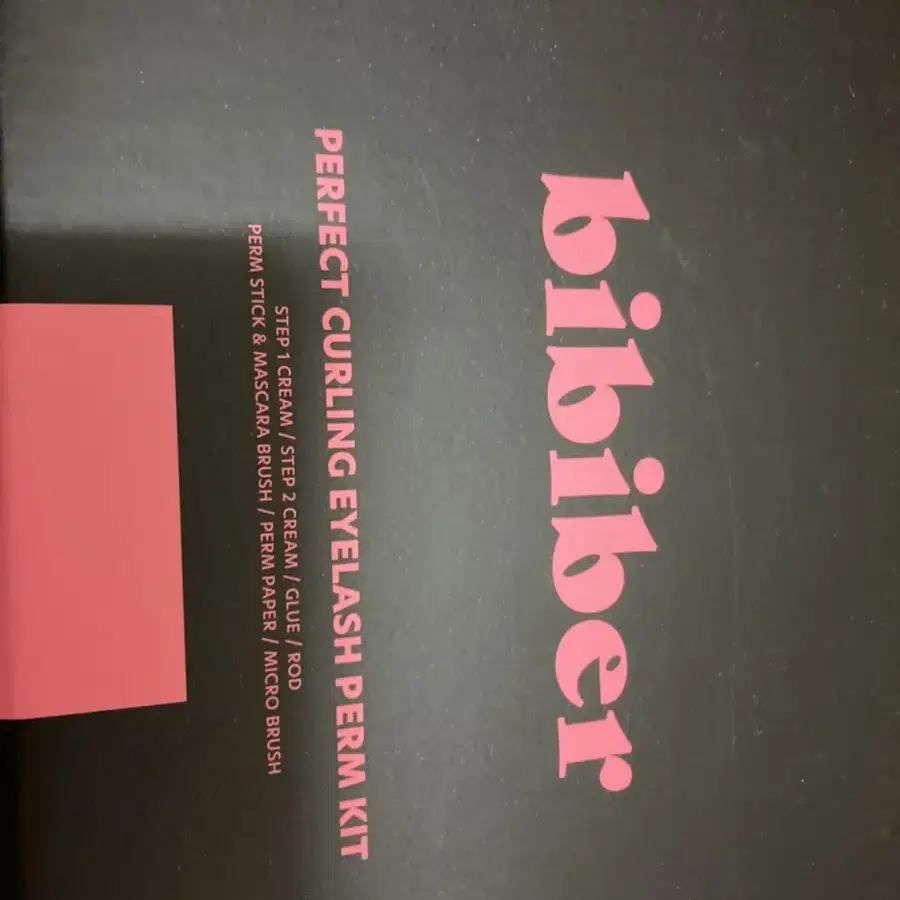 bibiber
PERFECT CURLING EYELASH PERM KIT
STEP 1 CREAM / STEP 2 CREAM / GLUE / ROD
PERM STICK & MASCARA BRUSH / PERM PAPER / MICRO BRUSH